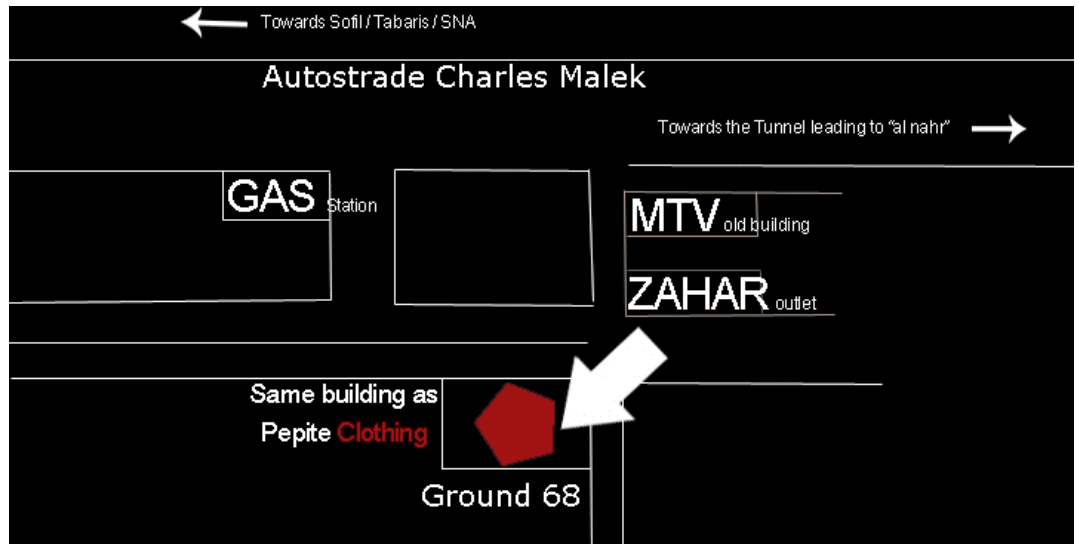 Towards Sofil / Tabaris / SNA
Autostrade Charles Malek
Towards the Tunnel leading to "al nahr"
GAS Station
MTV old building
ZAHAR outlet
Same building as
Pepite Clothing
Ground 68